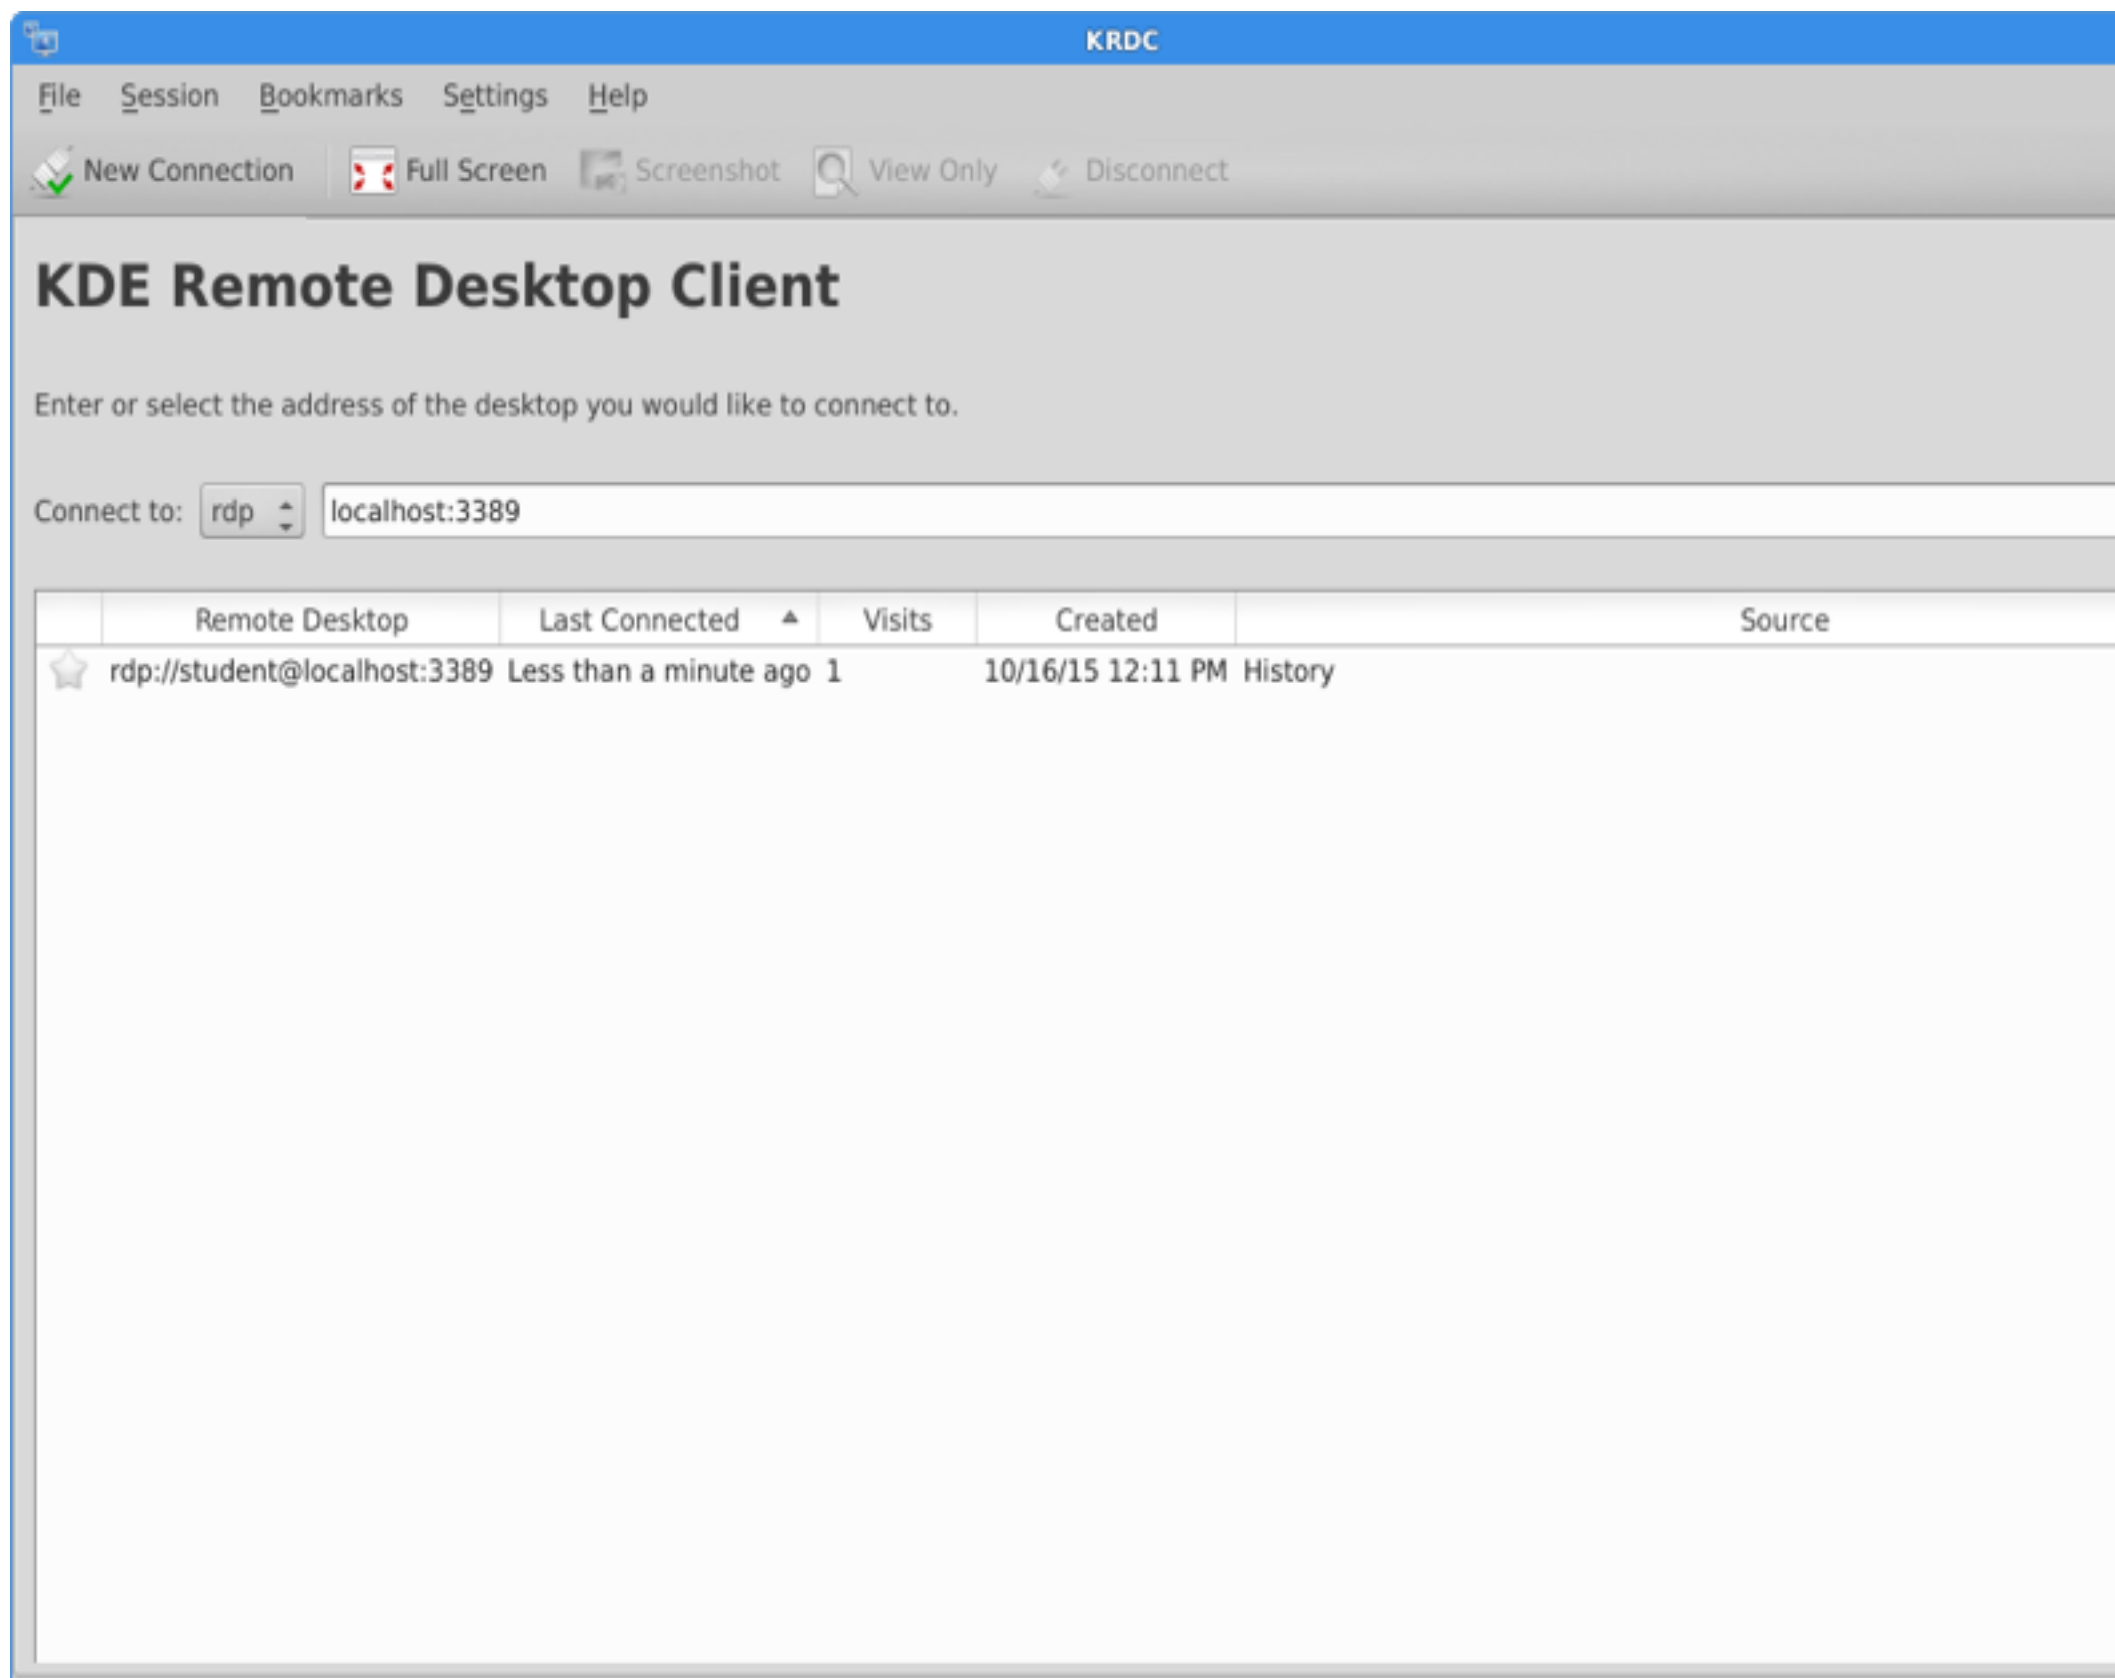 KRDC
File Session Bookmarks Settings Help
New Connection Full Screen Screenshot View Only Disconnect
KDE Remote Desktop Client
Enter or select the address of the desktop you would like to connect to.
Connect to: rdp localhost:3389
Remote Desktop Last Connected Visits Created Source
rdp://student@localhost:3389 Less than a minute ago 1 10/16/15 12:11 PM History